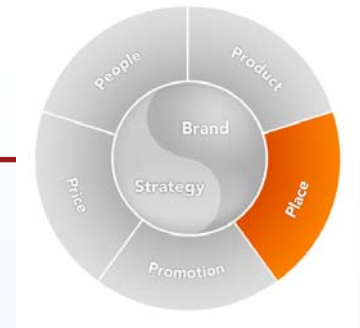 People
Product
Brand
Strategy
Price
Place
Promotion